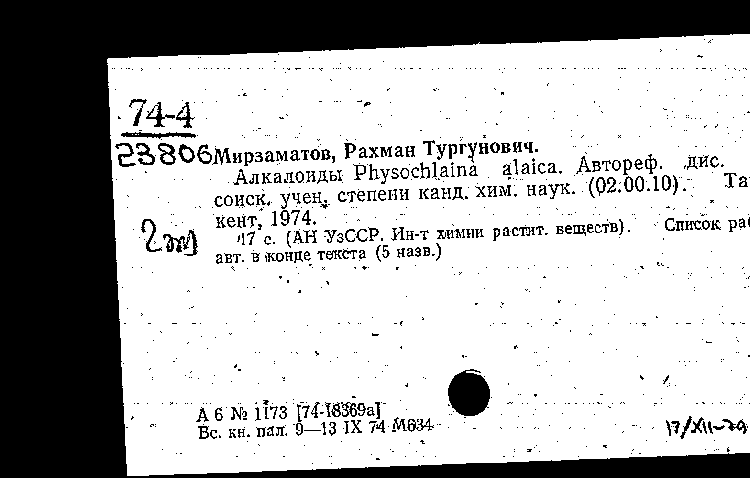 74-4
23806 Мирзаматов, Рахман Тургунович.
Алкалоиды Physochlaina alaica. Автореф. дис.
соиск. учен. степени канд. хим. наук. (02.00.10). Та
кент, 1974.
17 с. (АН УзССР. Ин-т химии растит. веществ). Список раб
авт. в конце текста (5 назв.)
А 6 № 1173 [74-18369а]
Вс. кн. пал. 9—13 IX 74 М634
17/XII-74